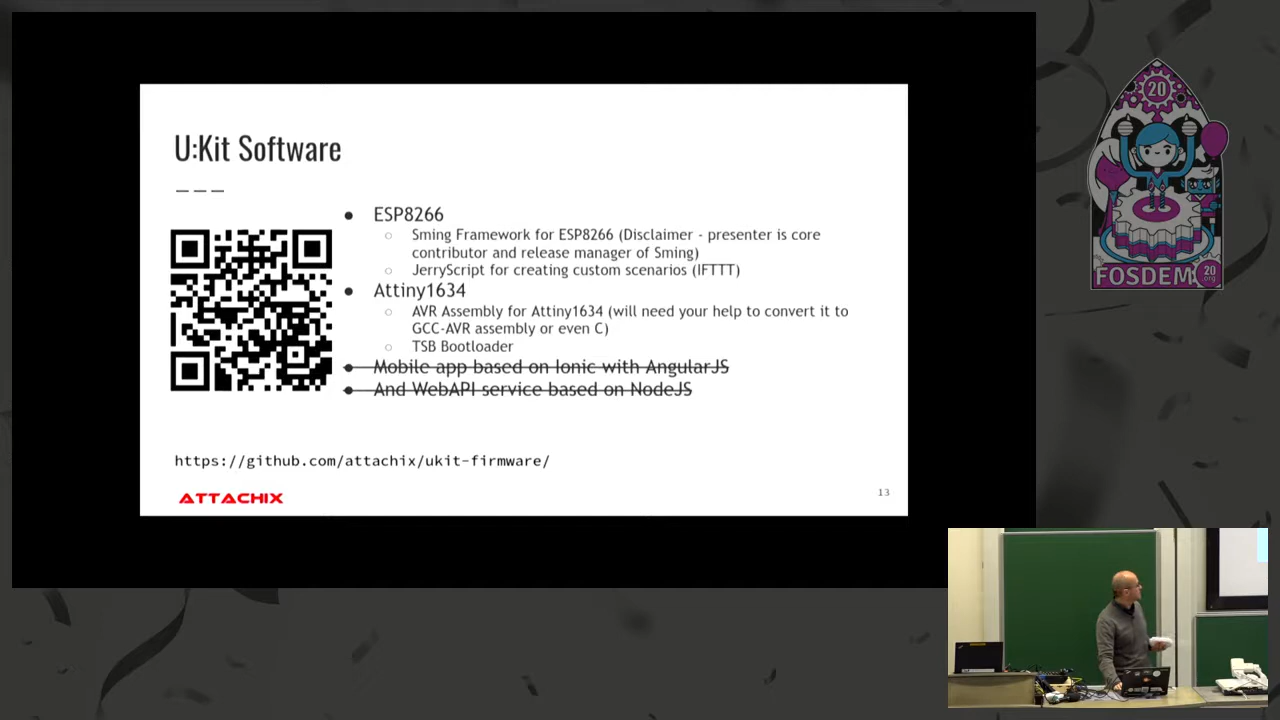 U:Kit Software
● ESP8266
○ Sming Framework for ESP8266 (Disclaimer - presenter is core
contributor and release manager of Sming)
○ JerryScript for creating custom scenarios (IFTTT)
● Attiny1634
○ AVR Assembly for Attiny1634 (will need your help to convert it to
GCC-AVR assembly or even C)
○ TSB Bootloader
● Mobile app based on Ionic with AngularJS
● And WebAPI service based on NodeJS
https://github.com/attachix/ukit-firmware/
ATTACHIX
13
20
FOSDEM 20
.org